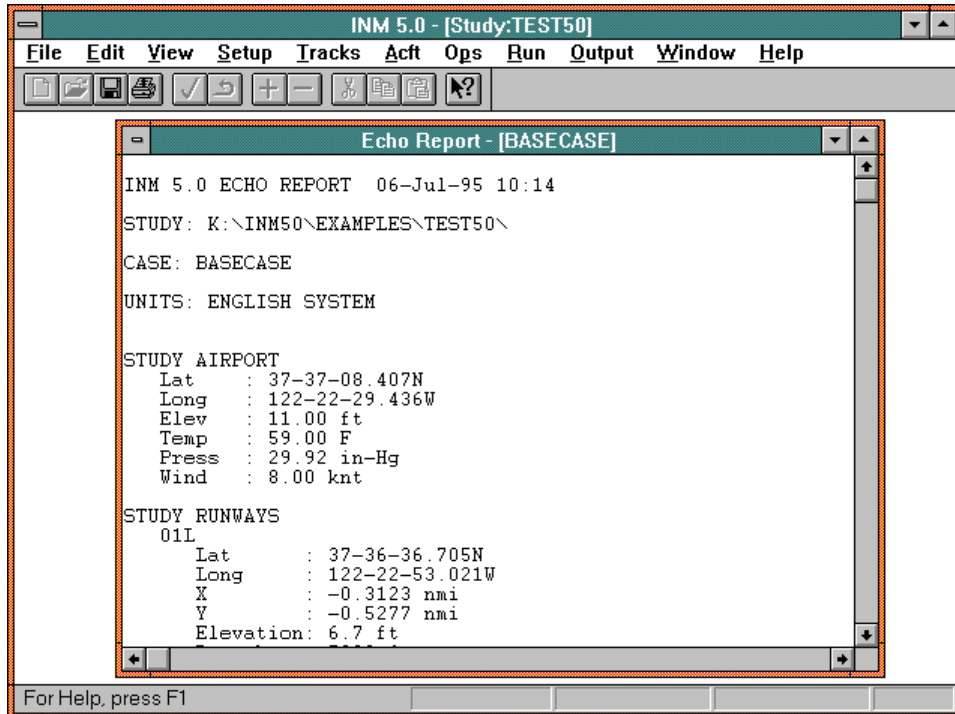 INM 5.0 - [Study:TEST50]
File Edit View Setup Tracks Acft Ops Run Output Window Help
Echo Report - [BASECASE]
INM 5.0 ECHO REPORT 06-Jul-95 10:14
STUDY: K:\INM50\EXAMPLES\TEST50\
CASE: BASECASE
UNITS: ENGLISH SYSTEM
STUDY AIRPORT
Lat : 37-37-08.407N
Long : 122-22-29.436W
Elev : 11.00 ft
Temp : 59.00 F
Press : 29.92 in-Hg
Wind : 8.00 knt
STUDY RUNWAYS
01L
Lat : 37-36-36.705N
Long : 122-22-53.021W
X : -0.3123 nmi
Y : -0.5277 nmi
Elevation: 6.7 ft
For Help, press F1